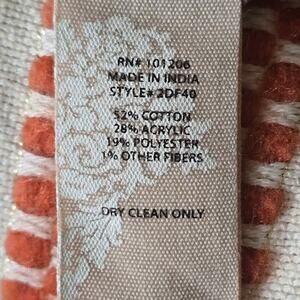 RN# 101206
MADE IN INDIA
STYLE# 2DF40
52% COTTON
28% ACRYLIC
19% POLYESTER
1% OTHER FIBERS
DRY CLEAN ONLY